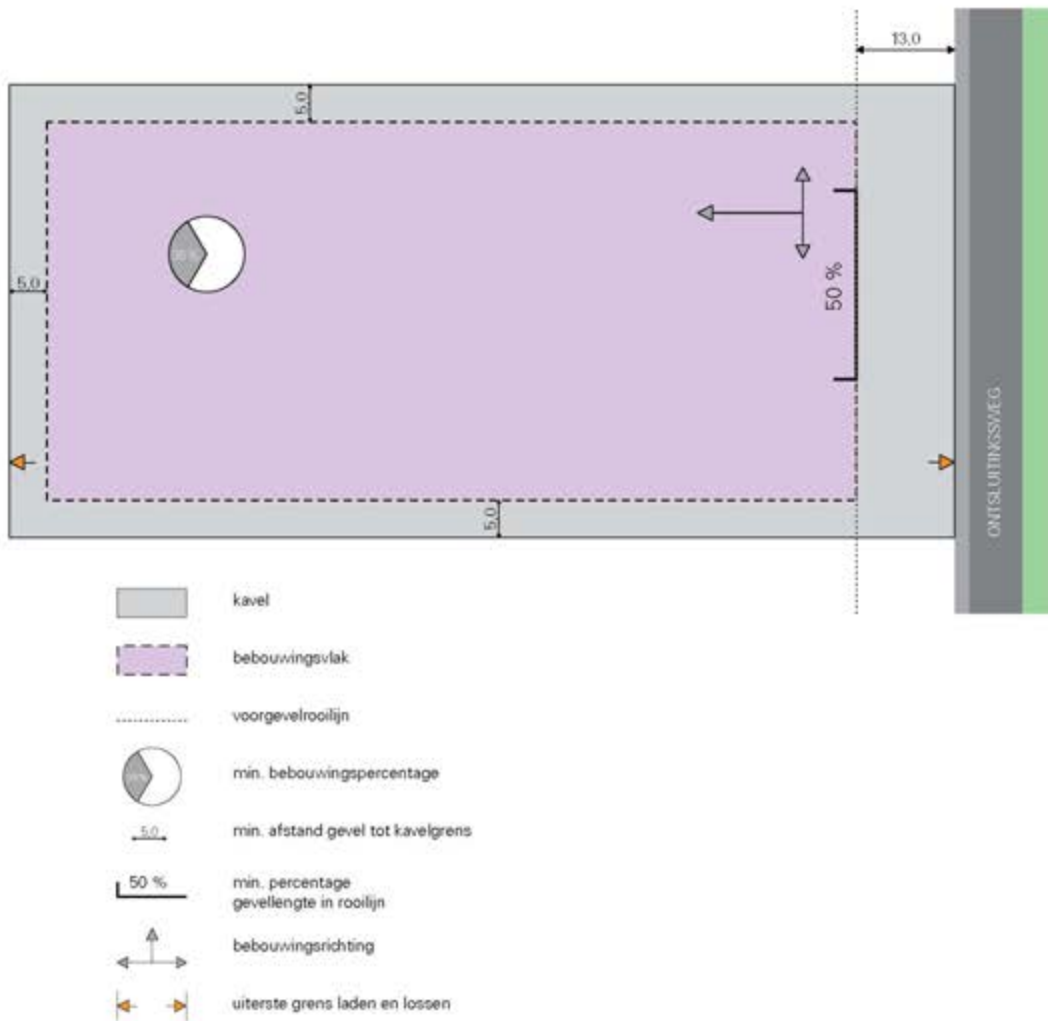 13,0
5,0
5,0
50 %
5,0
ONTSLUITINGSWEG
kavel
bebouwingsvlak
voorgevelrooilijn
min. bebouwingspercentage
5,0
min. afstand gevel tot kavelgrens
50 %
min. percentage
gevellengte in rooilijn
bebouwingsrichting
uiterste grens laden en lossen